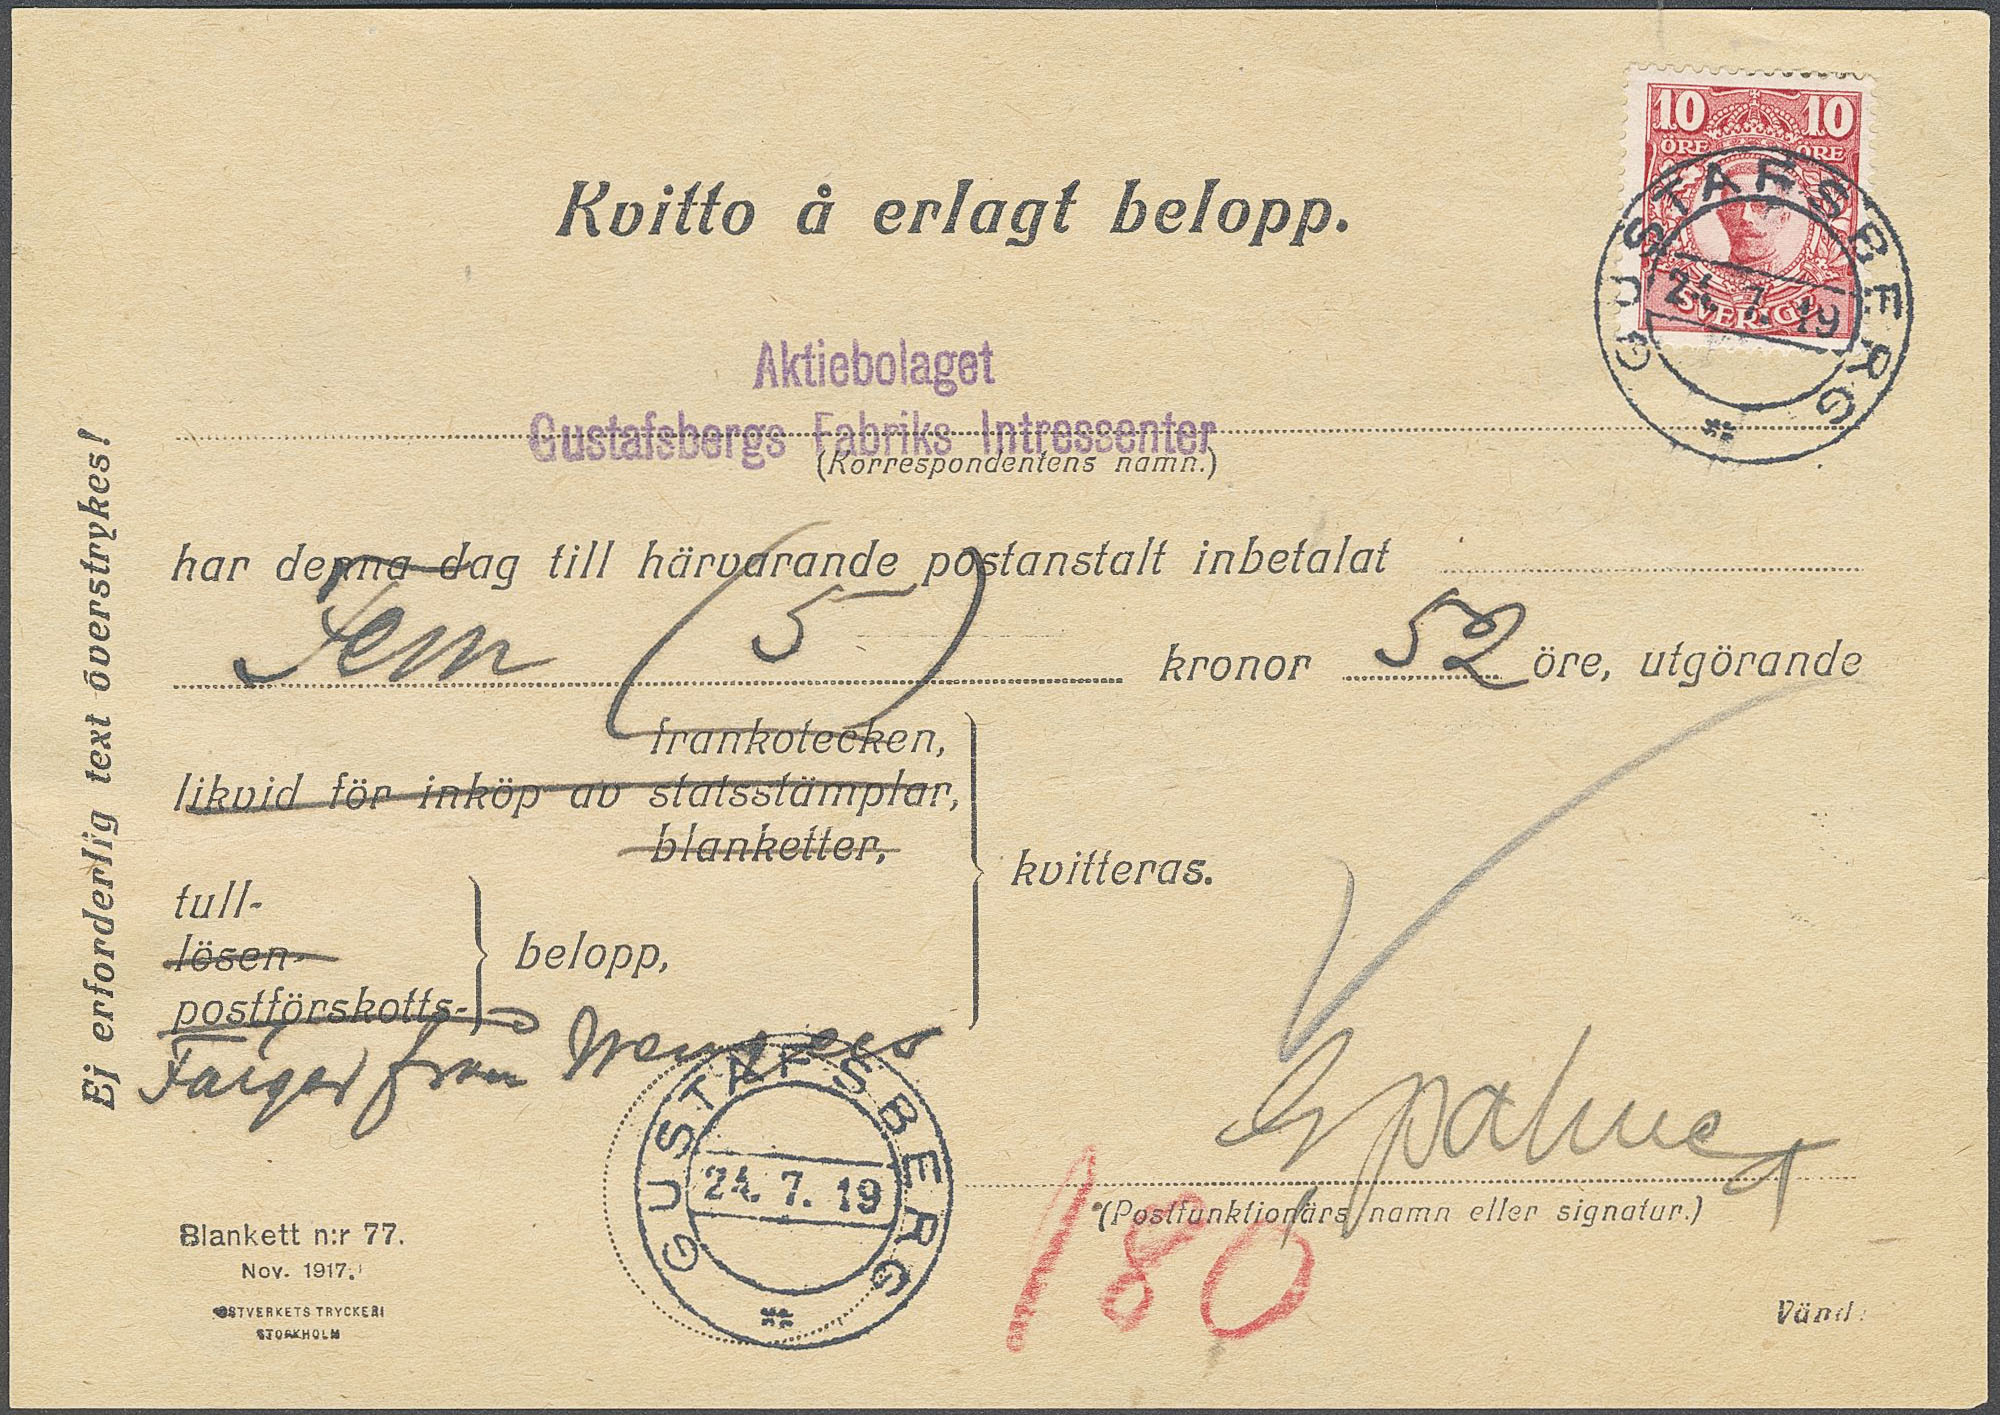 10 10
ÖRE ÖRE
SVERIGE
GUSTAFSBERG
24. 7. 19
Kvitto å erlagt belopp.
Aktiebolaget
Gustafsbergs Fabriks Intressenter
(Korrespondentens namn.)
har denna dag till härvarande postanstalt inbetalat
Fem (5) kronor 52 öre, utgörande
frankotecken,
likvid för inköp av statsstämplar,
blanketter,
kvitteras.
tull-
lösen-
postförskotts-
belopp,
Färger från
GUSTAFSBERG
24. 7. 19
(Postfunktionärs namn eller signatur.)
180
Blankett n:r 77.
Nov. 1917.
POSTVERKETS TRYCKERI
STOCKHOLM
Vänd!
Ej erforderlig text överstrykes!